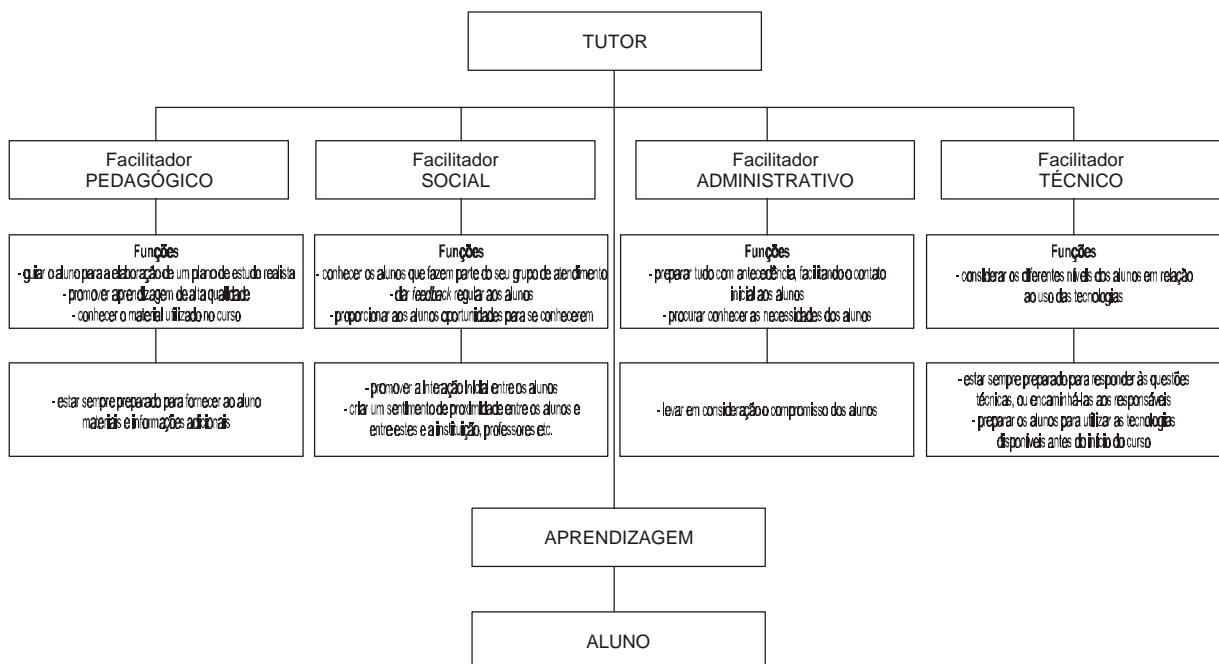 TUTOR
Facilitador
PEDAGÓGICO
Facilitador
SOCIAL
Facilitador
ADMINISTRATIVO
Facilitador
TÉCNICO
Funções
- guiar o aluno para a elaboração de um plano de estudo realista
- promover aprendizagem de alta qualidade
- conhecer o material utilizado no curso
Funções
- conhecer os alunos que fazem parte do seu grupo de atendimento
- dar feedback regular aos alunos
- proporcionar aos alunos oportunidades para se conhecerem
Funções
- preparar tudo com antecedência, facilitando o contato
inicial aos alunos
- procurar conhecer as necessidades dos alunos
Funções
- considerar os diferentes níveis dos alunos em relação
ao uso das tecnologias
- estar sempre preparado para fornecer ao aluno
materiais e informações adicionais
- promover a interação inicial entre os alunos
- criar um sentimento de proximidade entre os alunos e
entre estes e a instituição, professores etc.
- levar em consideração o compromisso dos alunos
- estar sempre preparado para responder às questões
técnicas, ou encaminhá-las aos responsáveis
- preparar os alunos para utilizar as tecnologias
disponíveis antes do início do curso
APRENDIZAGEM
ALUNO